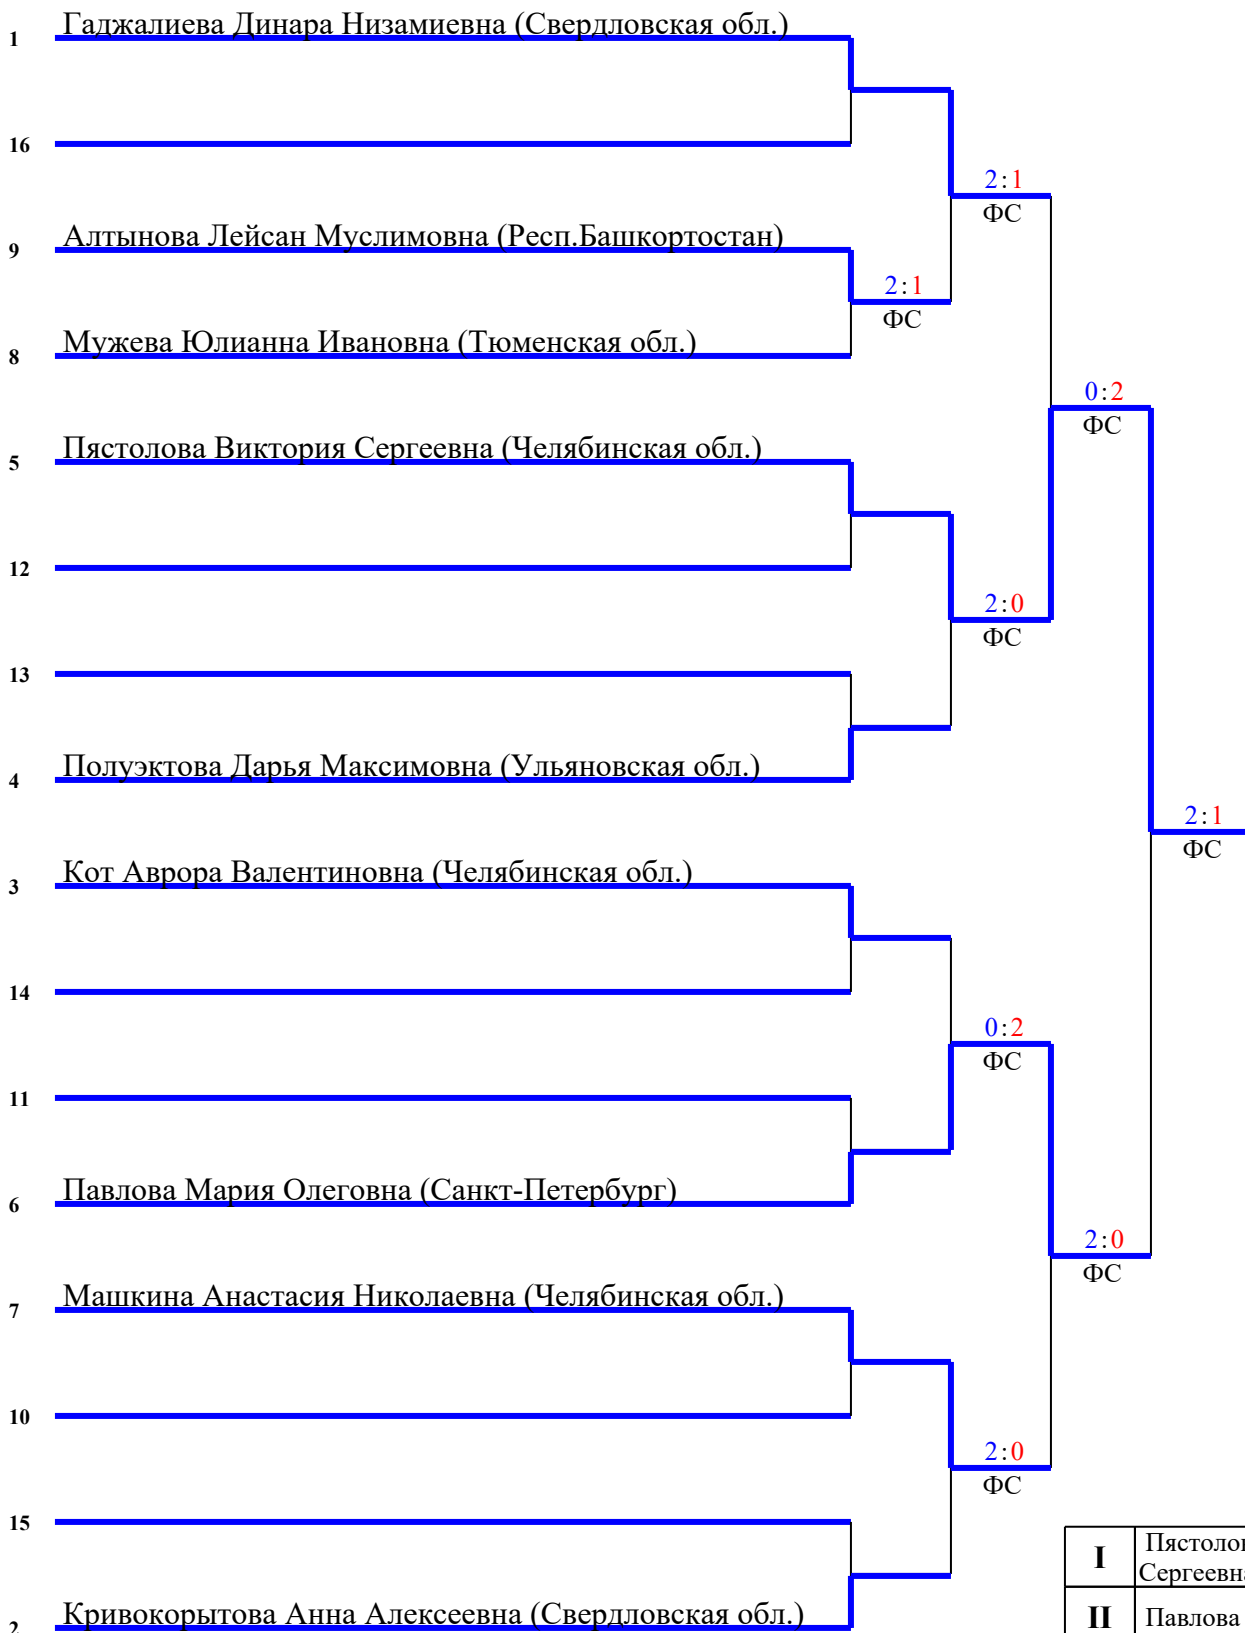 1 Гаджалиева Динара Низамиевна (Свердловская обл.)
16
2:1
ФС
9 Алтынова Лейсан Муслимовна (Респ.Башкортостан)
2:1
ФС
8 Мужева Юлианна Ивановна (Тюменская обл.)
0:2
ФС
5 Пястолова Виктория Сергеевна (Челябинская обл.)
12
2:0
ФС
13
4 Полуэктова Дарья Максимовна (Ульяновская обл.)
2:1
ФС
3 Кот Аврора Валентиновна (Челябинская обл.)
14
0:2
ФС
11
6 Павлова Мария Олеговна (Санкт-Петербург)
2:0
ФС
7 Машкина Анастасия Николаевна (Челябинская обл.)
10
2:0
ФС
15
I Пястолов
Сергеевна
II Павлова
2 Кривокорытова Анна Алексеевна (Свердловская обл.)